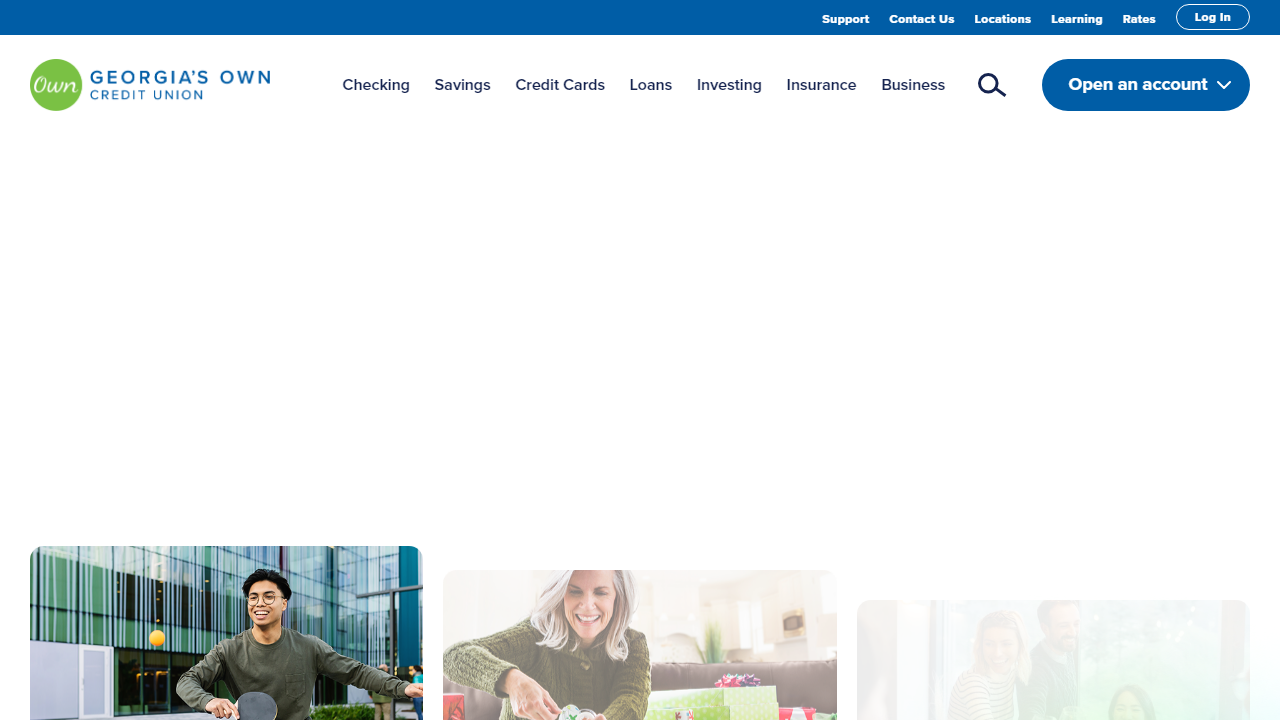 Support Contact Us Locations Learning Rates Log In
Own GEORGIA'S OWN
CREDIT UNION
Checking Savings Credit Cards Loans Investing Insurance Business
Open an account